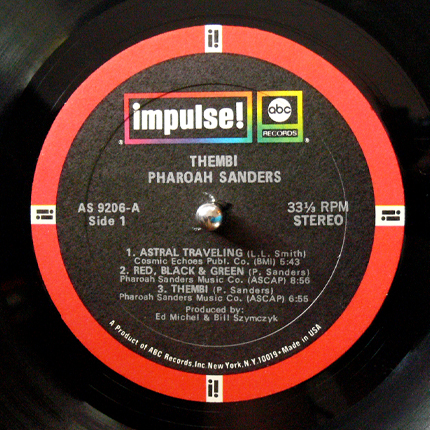 impulse!
abc
RECORDS
THEMBI
PHAROAH SANDERS
AS 9206-A
Side 1
33⅓ RPM
STEREO
1. ASTRAL TRAVELING (L.L. Smith)
Cosmic Echoes Publ. Co. (BMI) 5:43
2. RED, BLACK & GREEN (P. Sanders)
Pharoah Sanders Music Co. (ASCAP) 8:56
3. THEMBI (P. Sanders)
Pharoah Sanders Music Co. (ASCAP) 6:55
Produced by:
Ed Michel & Bill Szymczyk
A Product of ABC Records, Inc. New York, N.Y. 10019 • Made in USA